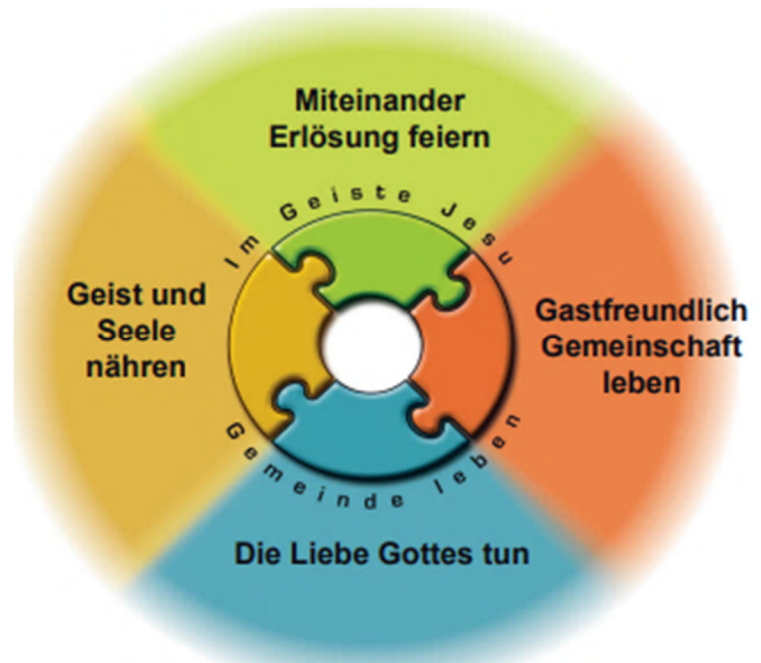 Miteinander
Erlösung feiern
Im Geiste Jesu
Geist und
Seele
nähren
Gastfreundlich
Gemeinschaft
leben
Gemeinde leben
Die Liebe Gottes tun